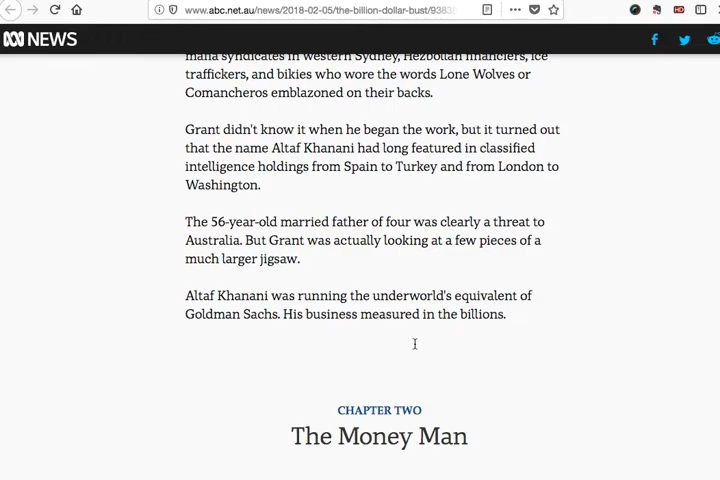 www.abc.net.au/news/2018-02-05/the-billion-dollar-bust/9383
NEWS
mafia syndicates in western Sydney, Hezbollah financiers, ice
traffickers, and bikies who wore the words Lone Wolves or
Comancheros emblazoned on their backs.
Grant didn't know it when he began the work, but it turned out
that the name Altaf Khanani had long featured in classified
intelligence holdings from Spain to Turkey and from London to
Washington.
The 56-year-old married father of four was clearly a threat to
Australia. But Grant was actually looking at a few pieces of a
much larger jigsaw.
Altaf Khanani was running the underworld's equivalent of
Goldman Sachs. His business measured in the billions.
CHAPTER TWO
The Money Man